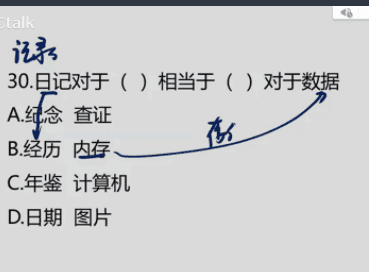 Ctalk
记录
30.日记对于（ ）相当于（ ）对于数据
A.纪念 查证
B.经历 内存
存
C.年鉴 计算机
D.日期 图片